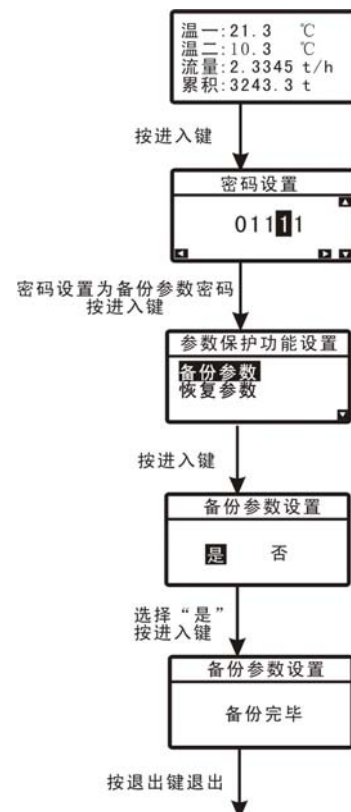 温一:21.3 ℃
温二:10.3 ℃
流量:2.3345 t/h
累积:3243.3 t
按进入键
密码设置
011111
密码设置为备份参数密码
按进入键
参数保护功能设置
备份参数
恢复参数
按进入键
备份参数设置
是 否
选择“是”
按进入键
备份参数设置
备份完毕
按退出键退出